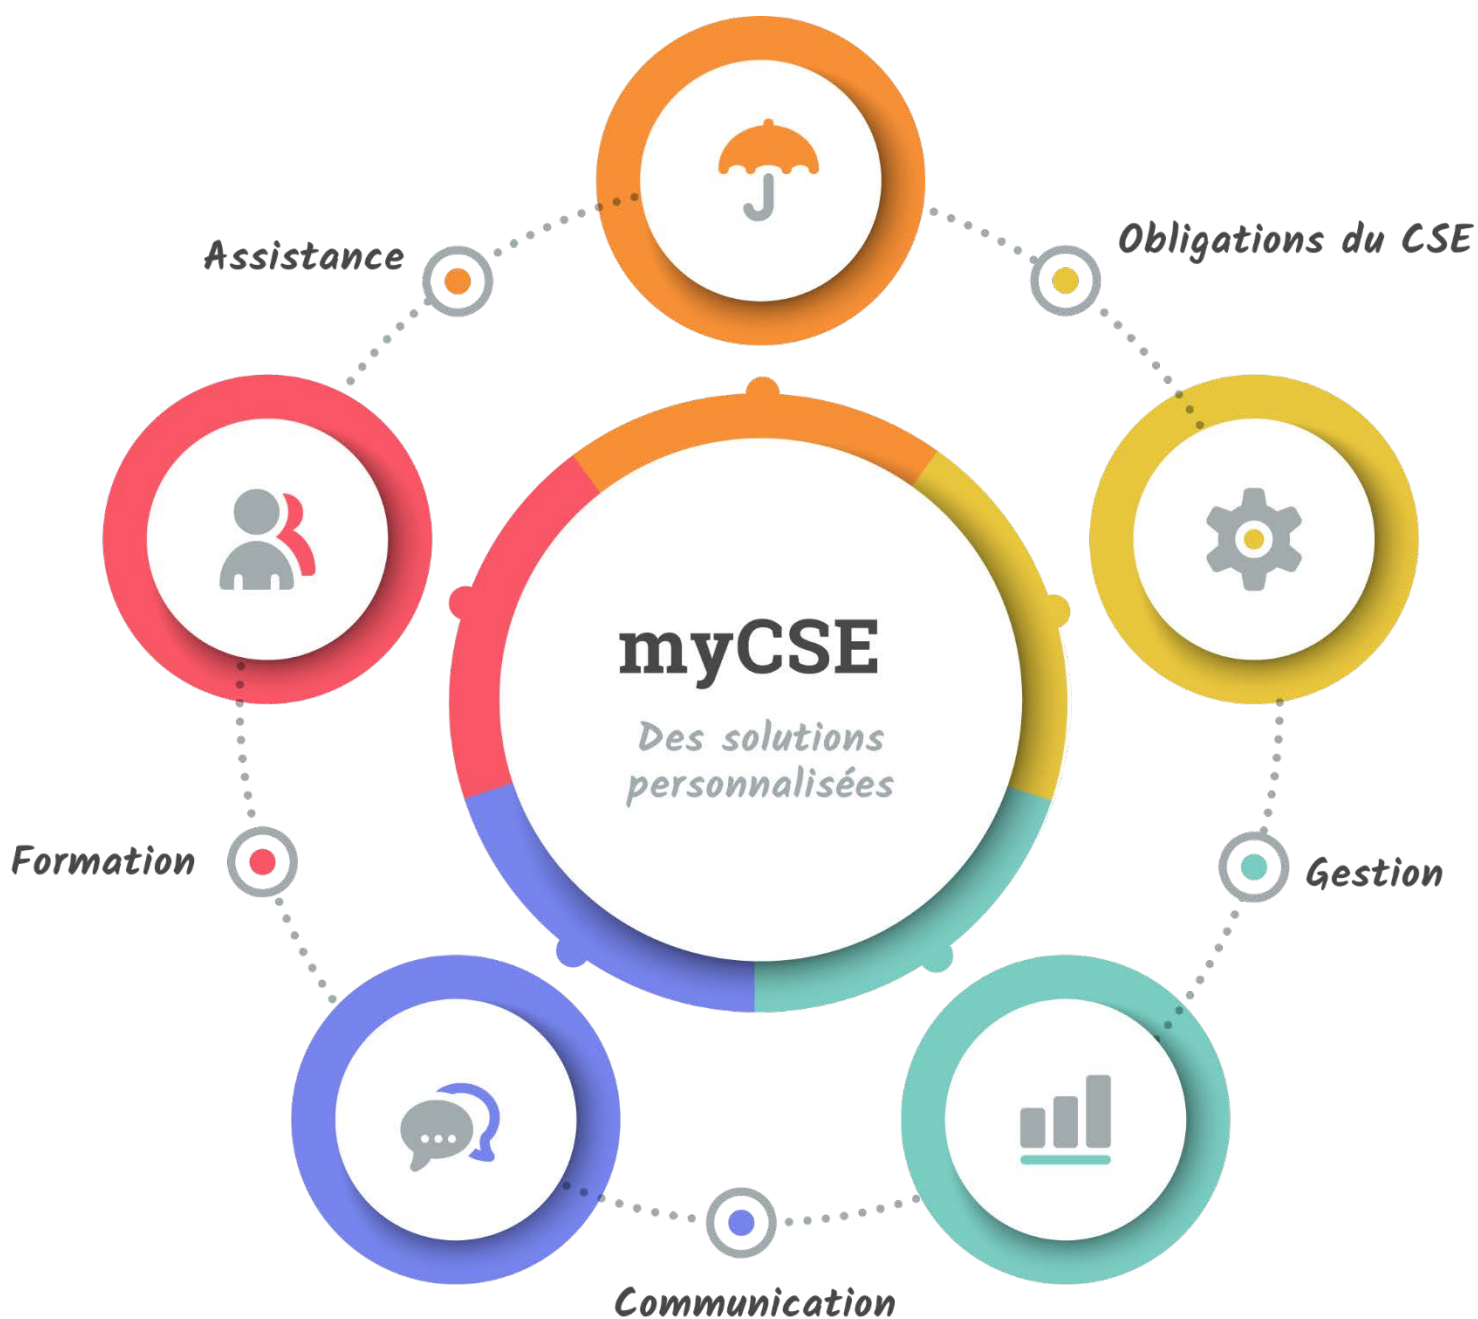 Assistance
Obligations du CSE
myCSE
Des solutions
personnalisées
Formation
Gestion
Communication